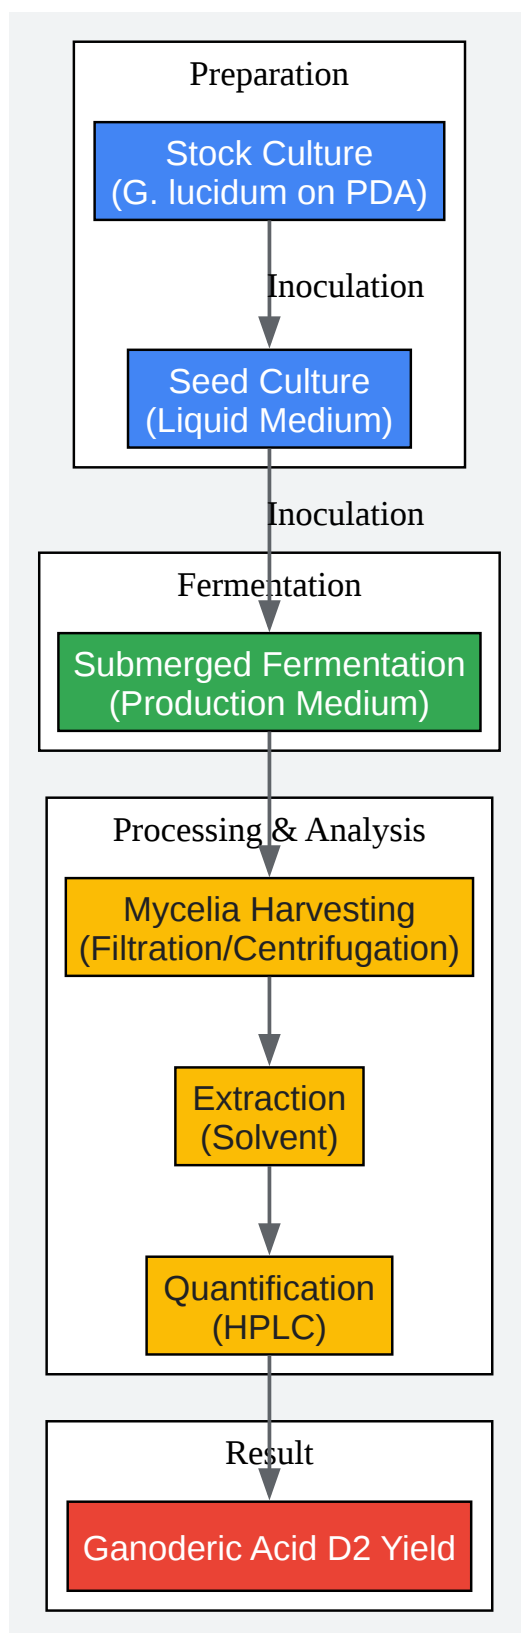 Preparation
Stock Culture
(G. lucidum on PDA)
Inoculation
Seed Culture
(Liquid Medium)
Inoculation
Fermentation
Submerged Fermentation
(Production Medium)
Processing & Analysis
Mycelia Harvesting
(Filtration/Centrifugation)
Extraction
(Solvent)
Quantification
(HPLC)
Result
Ganoderic Acid D2 Yield